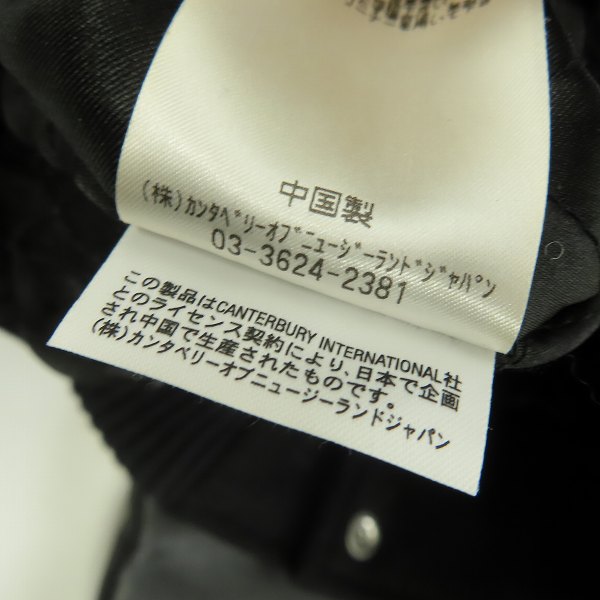 中国製
(株)カンタベリーオブニュージーランドジャパン
03-3624-2381
この製品はCANTERBURY INTERNATIONAL社
とのライセンス契約により、日本で企画
され中国で生産されたものです。
(株)カンタベリーオブニュージーランドジャパン